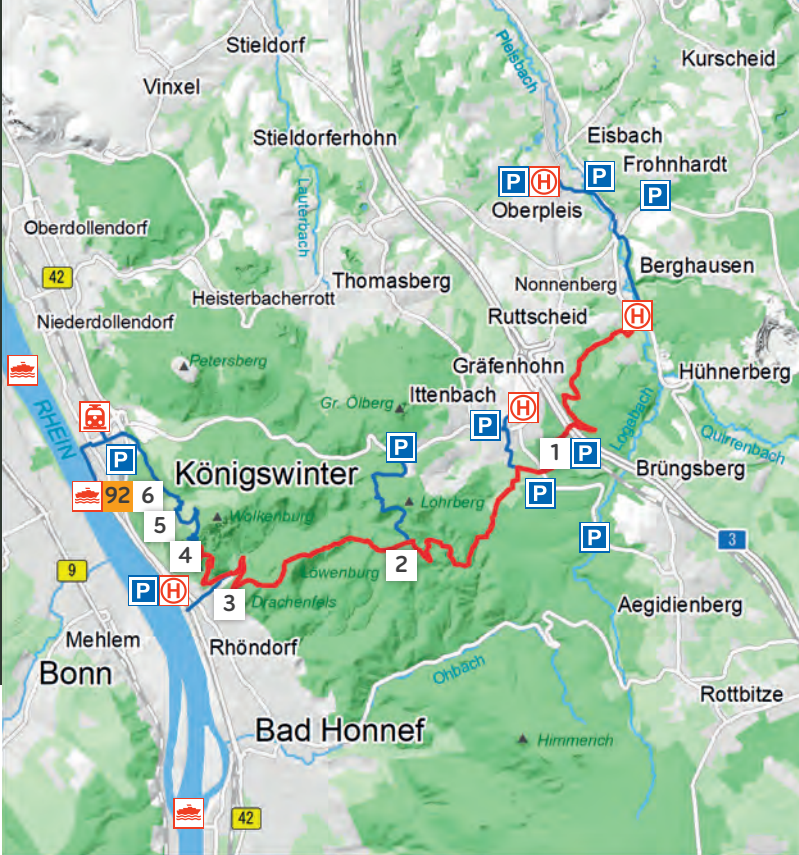 Stieldorf
Kurscheid
Vinxel
Pleisbach
Stieldorferhohn
Eisbach
Frohnhardt
P
H
P
P
Lauterbach
Oberpleis
Oberdollendorf
Berghausen
42
Thomasberg
Nonnenberg
Heisterbacherrott
Ruttscheid
H
Niederdollendorf
Petersberg
Gräfenhohn
Hühnerberg
Ittenbach
Gr. Ölberg
H
RHEIN
P
Logebach
Quirrenbach
P
1
P
P
Königswinter
Brüngsberg
92
6
P
Lohrberg
Wolkenburg
5
P
3
4
2
9
Löwenburg
P
H
3
Drachenfels
Aegidienberg
Mehlem
Rhöndorf
Bonn
Ohbach
Rottbitze
Bad Honnef
Himmerich
42